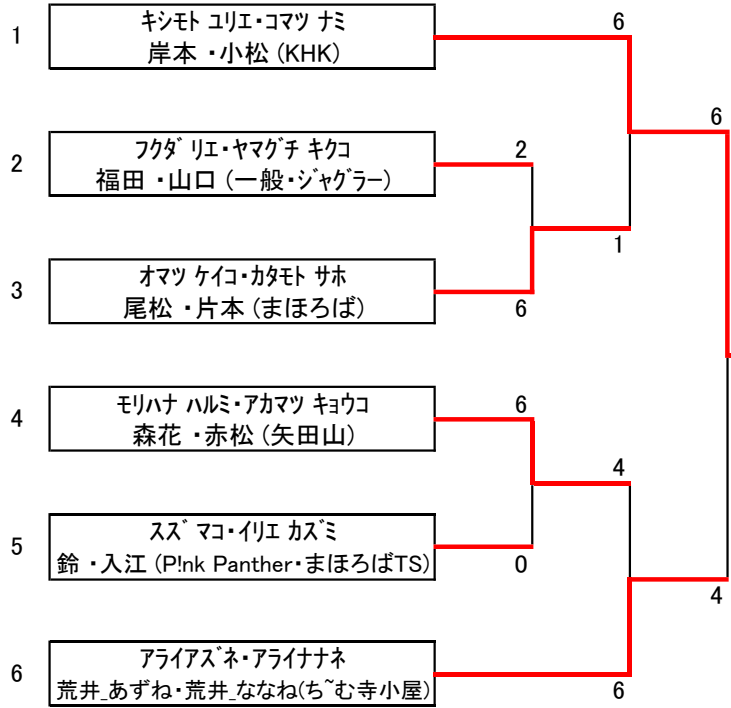 1
ｷｼﾓﾄ ﾕﾘｴ・ｺﾏﾂ ﾅﾐ
岸本 ・小松 (KHK)
6
6
2
ﾌｸﾀﾞ ﾘｴ・ﾔﾏｸﾞﾁ ｷｸｺ
福田 ・山口 (一般・ｼﾞｬｸﾞﾗｰ)
2
1
3
ｵﾏﾂ ｹｲｺ・ｶﾀﾓﾄ ｻﾎ
尾松 ・片本 (まほろば)
6
4
ﾓﾘﾊﾅ ﾊﾙﾐ・ｱｶﾏﾂ ｷｮｳｺ
森花 ・赤松 (矢田山)
6
4
5
ｽｽﾞ ﾏｺ・ｲﾘｴ ｶｽﾞﾐ
鈴 ・入江 (P!nk Panther・まほろばTS)
0
4
6
ｱﾗｲｱｽﾞﾈ・ｱﾗｲﾅﾅﾈ
荒井_あずね・荒井_ななね(ち~む寺小屋)
6